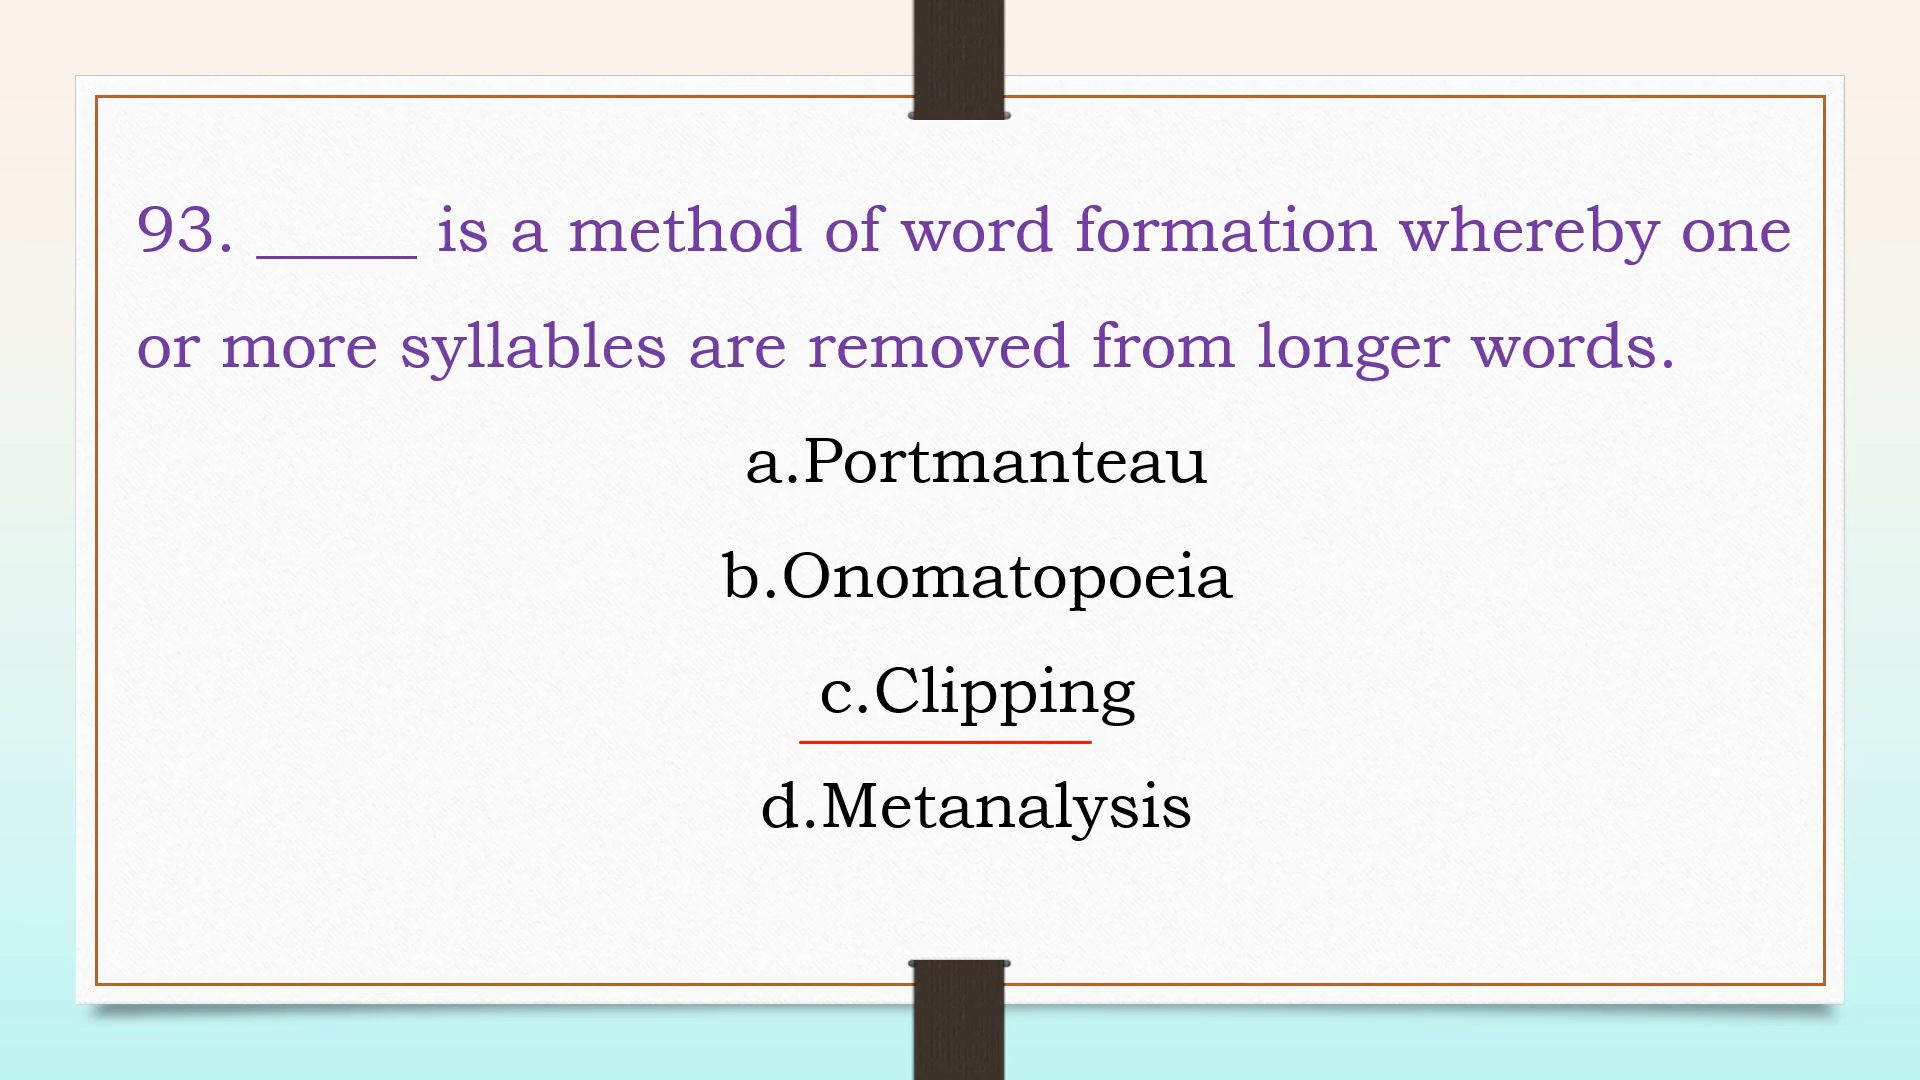 93. _____ is a method of word formation whereby one
or more syllables are removed from longer words.
a.Portmanteau
b.Onomatopoeia
c.Clipping
d.Metanalysis